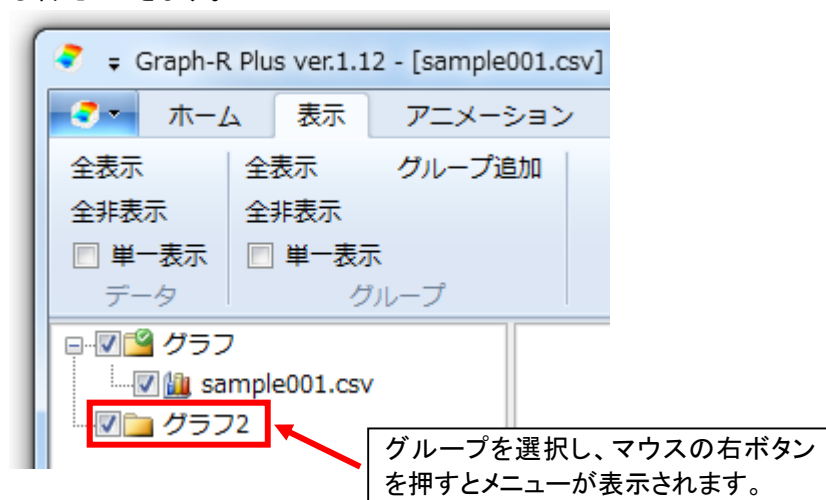 Graph-R Plus ver.1.12 - [sample001.csv]
ホーム 表示 アニメーション
全表示 全表示 グループ追加
全非表示 全非表示
単一表示 単一表示
データ グループ
グラフ
sample001.csv
グラフ2
グループを選択し、マウスの右ボタン
を押すとメニューが表示されます。